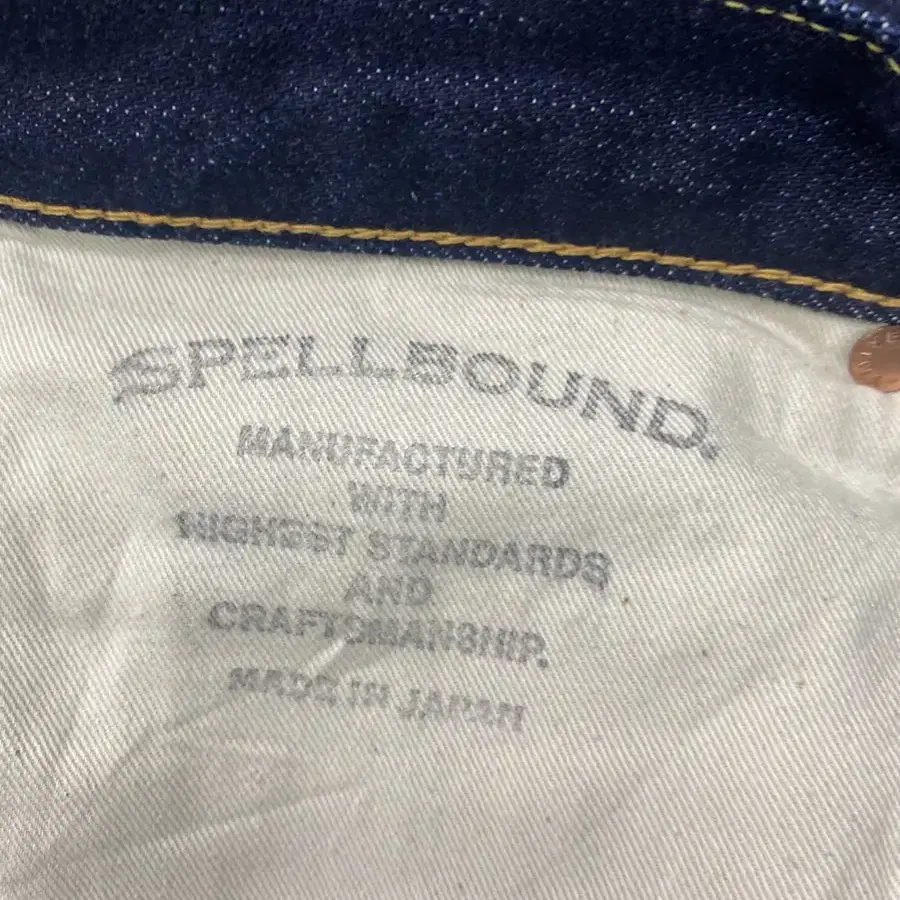 SPELLBOUND.
MANUFACTURED
WITH
HIGHEST STANDARDS
AND
CRAFTSMANSHIP.
MADE IN JAPAN